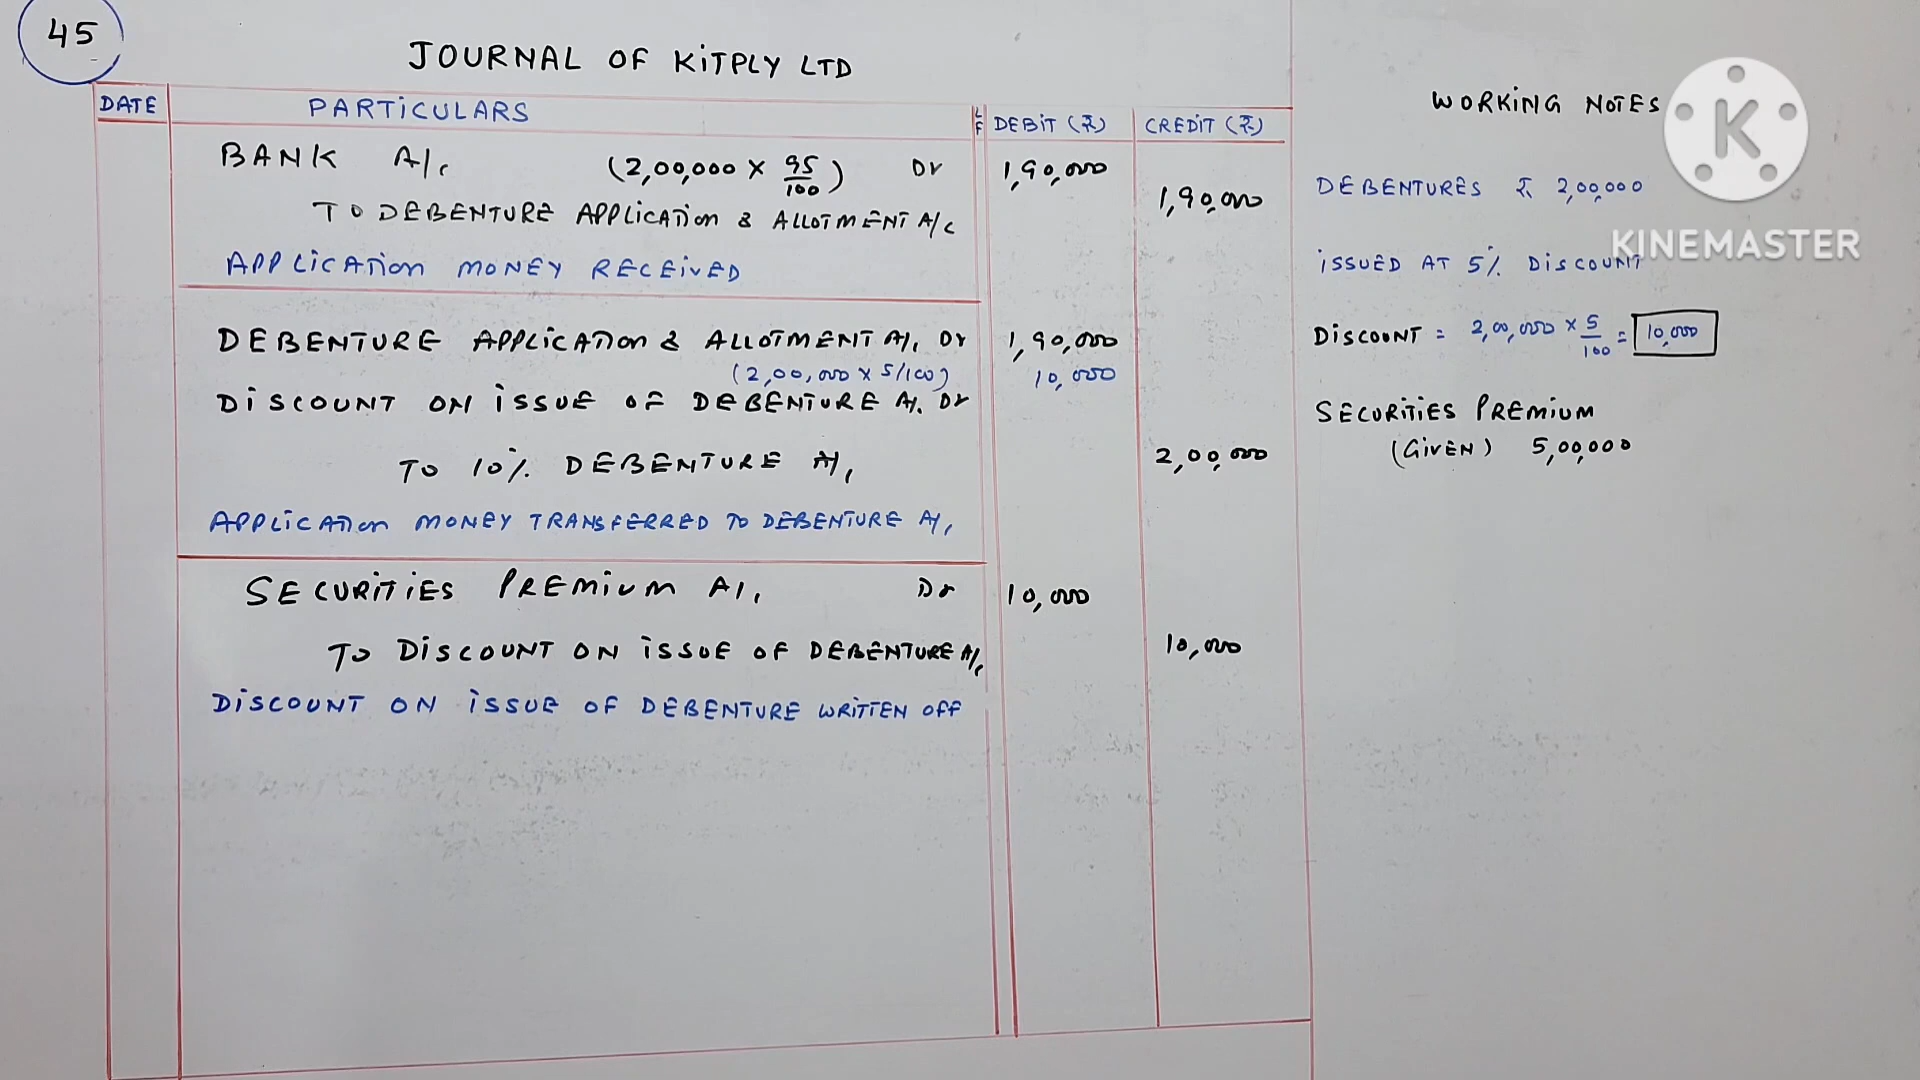 45
JOURNAL OF KITPLY LTD
DATE PARTICULARS LF DEBIT (₹) CREDIT (₹)
BANK A/c (2,00,000 × 95/100) Dr 1,90,000
TO DEBENTURE APPLICATION & ALLOTMENT A/c 1,90,000
APPLICATION MONEY RECEIVED
DEBENTURE APPLICATION & ALLOTMENT A/c Dr 1,90,000
(2,00,000 × 5/100) 10,000
DISCOUNT ON ISSUE OF DEBENTURE A/c Dr
TO 10% DEBENTURE A/c 2,00,000
APPLICATION MONEY TRANSFERRED TO DEBENTURE A/c
SECURITIES PREMIUM A/c Dr 10,000
TO DISCOUNT ON ISSUE OF DEBENTURE A/c 10,000
DISCOUNT ON ISSUE OF DEBENTURE WRITTEN OFF
WORKING NOTES
DEBENTURES ₹ 2,00,000
ISSUED AT 5% DISCOUNT
DISCOUNT = 2,00,000 × 5/100 = 10,000
SECURITIES PREMIUM
(GIVEN) 5,00,000
K
KINEMASTER